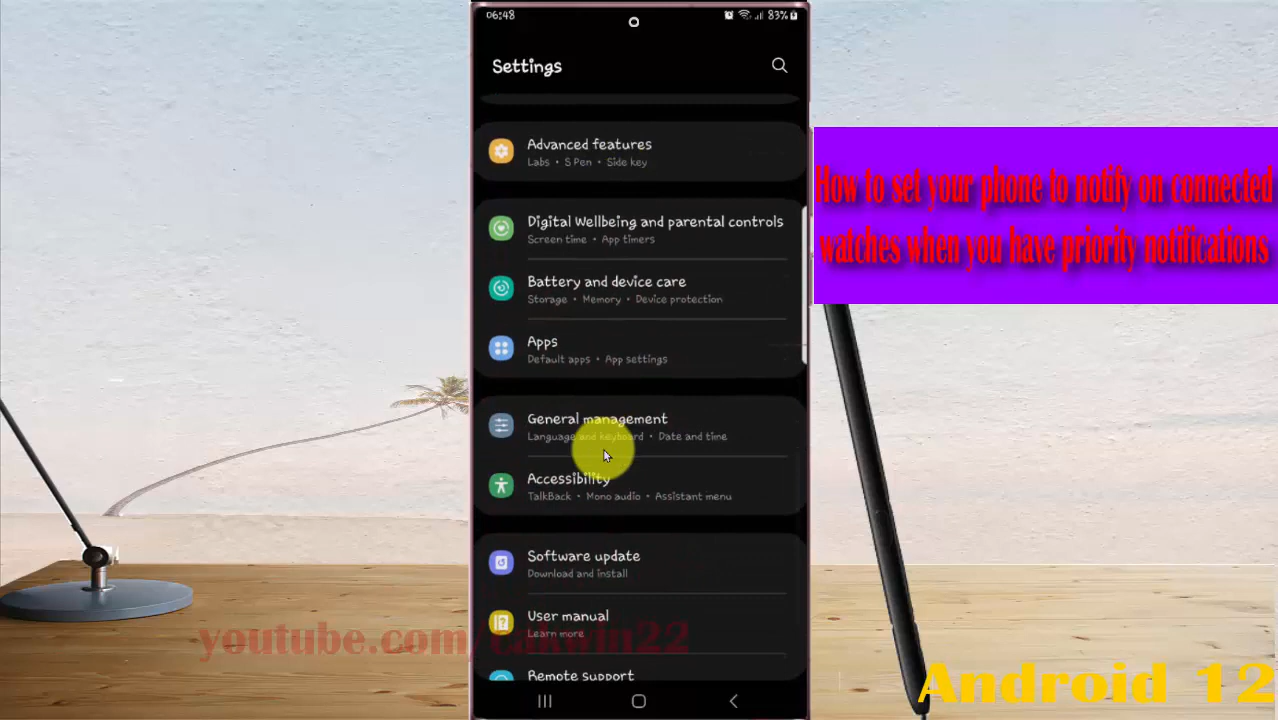 06:48
83%
Settings
Advanced features
Labs • S Pen • Side key
Digital Wellbeing and parental controls
Screen time • App timers
Battery and device care
Storage • Memory • Device protection
Apps
Default apps • App settings
General management
Language and keyboard • Date and time
Accessibility
TalkBack • Mono audio • Assistant menu
Software update
Download and install
User manual
Learn more
Remote support
How to set your phone to notify on connected
watches when you have priority notifications
youtube.com/cakwin22
Android 12